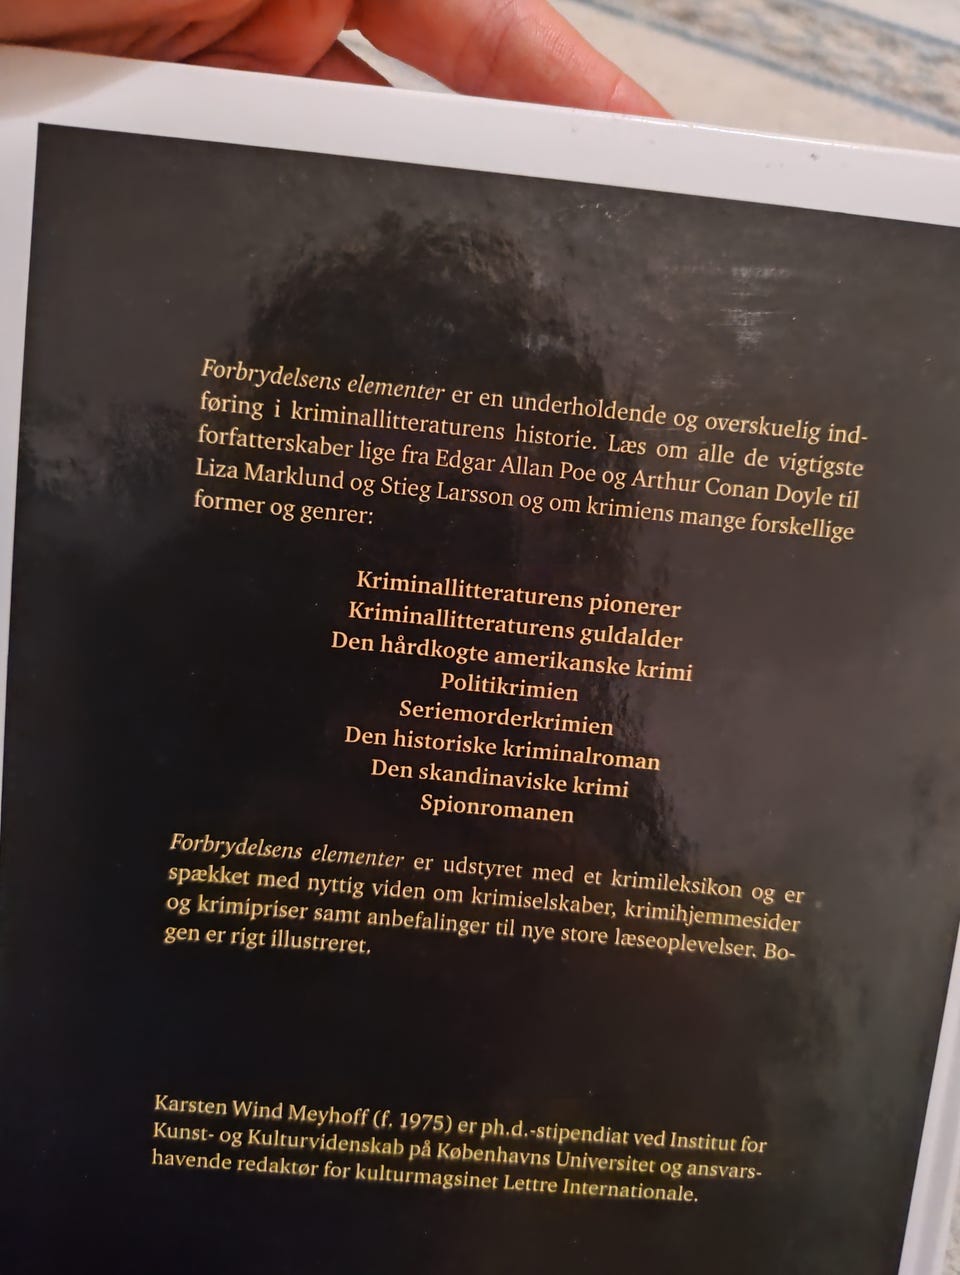 Forbrydelsens elementer er en underholdende og overskuelig ind-
føring i kriminallitteraturens historie. Læs om alle de vigtigste
forfatterskaber lige fra Edgar Allan Poe og Arthur Conan Doyle til
Liza Marklund og Stieg Larsson og om krimiens mange forskellige
former og genrer:
Kriminallitteraturens pionerer
Kriminallitteraturens guldalder
Den hårdkogte amerikanske krimi
Politikrimien
Seriemorderkrimien
Den historiske kriminalroman
Den skandinaviske krimi
Spionromanen
Forbrydelsens elementer er udstyret med et krimileksikon og er
spækket med nyttig viden om krimiselskaber, krimihjemmesider
og krimipriser samt anbefalinger til nye store læseoplevelser. Bo-
gen er rigt illustreret.
Karsten Wind Meyhoff (f. 1975) er ph.d.-stipendiat ved Institut for
Kunst- og Kulturvidenskab på Københavns Universitet og ansvars-
havende redaktør for kulturmagsinet Lettre Internationale.